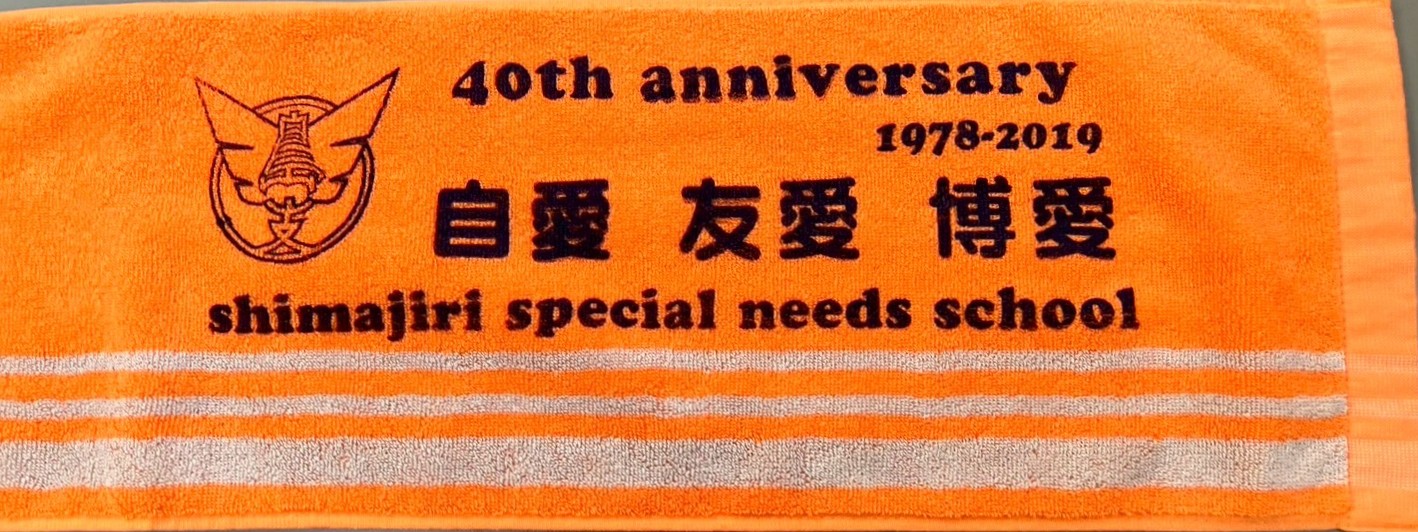 40th anniversary
1978-2019
自愛 友愛 博愛
shimajiri special needs school